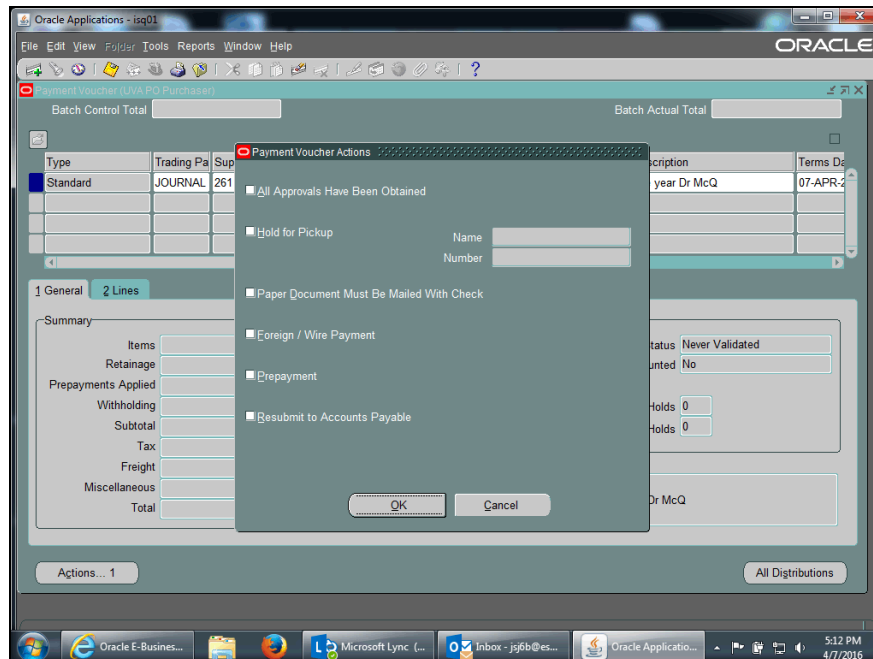 Oracle Applications - isq01
File Edit View Folder Tools Reports Window Help
ORACLE
Payment Voucher (UVA PO Purchaser)
Batch Control Total
Batch Actual Total
Type Trading Pa Sup scription Terms Da
Standard JOURNAL 261 year Dr McQ 07-APR-2
Payment Voucher Actions
All Approvals Have Been Obtained
Hold for Pickup
Name
Number
Paper Document Must Be Mailed With Check
Foreign / Wire Payment
Prepayment
Resubmit to Accounts Payable
OK Cancel
1 General 2 Lines
Summary
Items
Retainage
Prepayments Applied
Withholding
Subtotal
Tax
Freight
Miscellaneous
Total
tatus Never Validated
unted No
Holds 0
Holds 0
Dr McQ
Actions... 1
All Distributions
Oracle E-Busines...
Microsoft Lync (...
Inbox - jsj6b@es...
Oracle Applicatio...
5:12 PM
4/7/2016